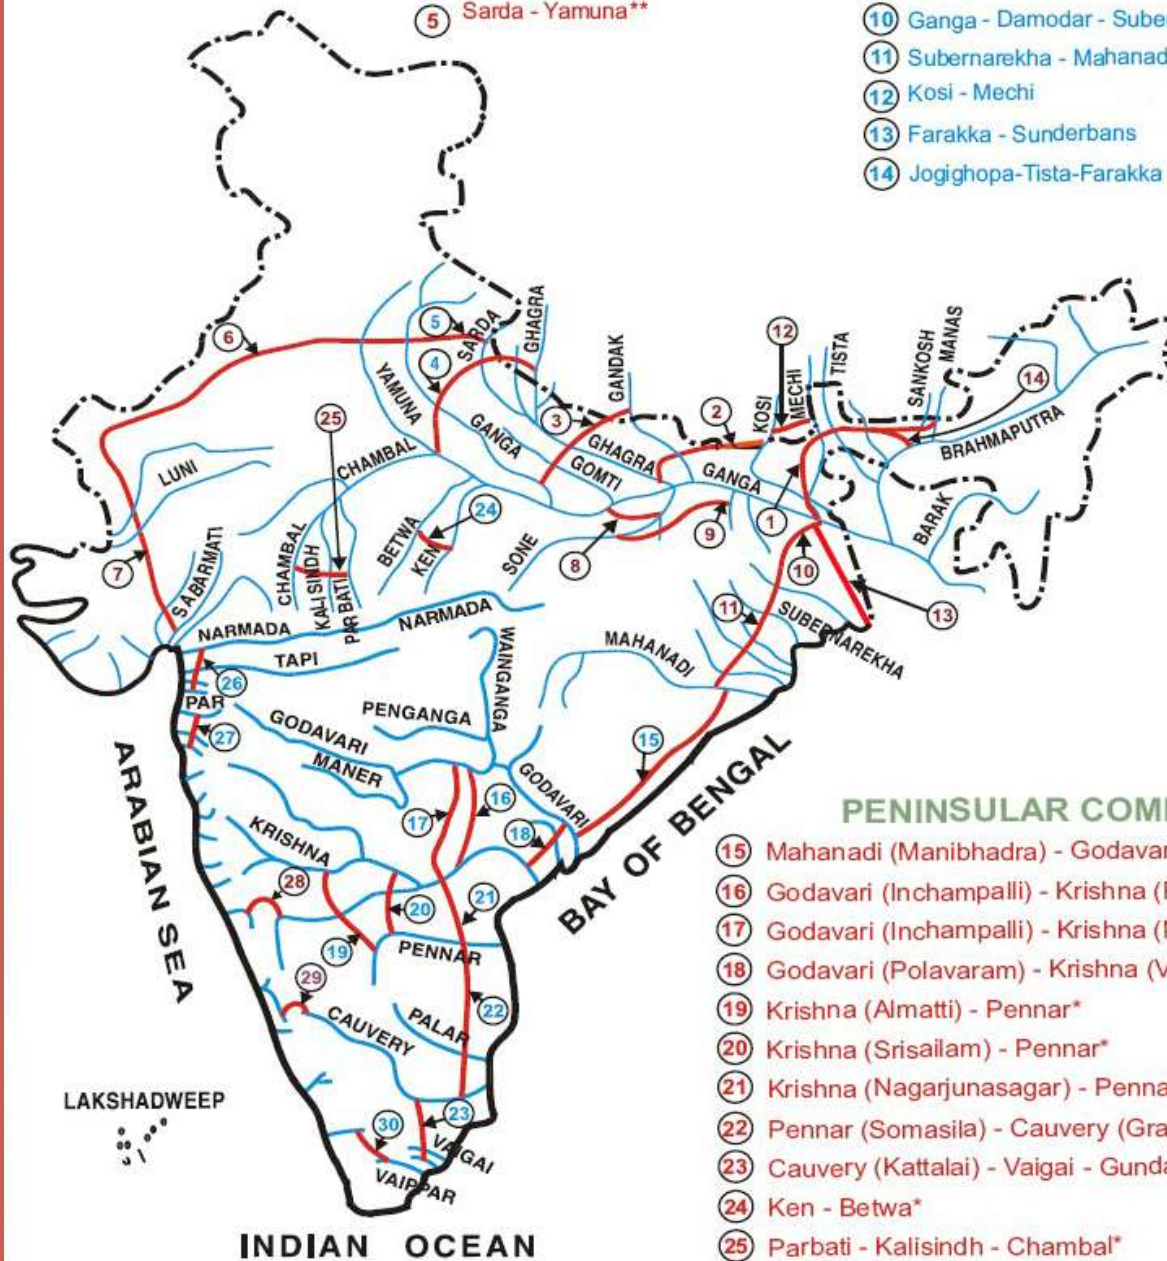 5 Sarda - Yamuna**
10 Ganga - Damodar - Suber
11 Subernarekha - Mahanad
12 Kosi - Mechi
13 Farakka - Sunderbans
14 Jogighopa-Tista-Farakka
6
5
4
SARDA
GHAGRA
YAMUNA
GANGA
3
GANDAK
GHAGRA
GOMTI
2
KOSI
12
MECHI
TISTA
SANKOSH
MANAS
14
BRAHMAPUTRA
25
CHAMBAL
LUNI
GANGA
1
BARAK
7
SABARMATI
CHAMBAL
KALI SINDH
PARBATI
BETWA
KEN
24
SONE
8
9
10
13
11
SUBERNAREKHA
NARMADA
NARMADA
TAPI
26
PAR
27
WAINGANGA
MAHANADI
PENGANGA
GODAVARI
MANER
GODAVARI
15
17
16
18
KRISHNA
28
19
20
21
PENNAR
29
CAUVERY
PALAR
22
23
30
VAIGAI
VAIPPAR
ARABIAN SEA
BAY OF BENGAL
LAKSHADWEEP
INDIAN OCEAN
PENINSULAR COM
15 Mahanadi (Manibhadra) - Godavar
16 Godavari (Inchampalli) - Krishna (
17 Godavari (Inchampalli) - Krishna (
18 Godavari (Polavaram) - Krishna (V
19 Krishna (Almatti) - Pennar*
20 Krishna (Srisailam) - Pennar*
21 Krishna (Nagarjunasagar) - Penna
22 Pennar (Somasila) - Cauvery (Gra
23 Cauvery (Kattalai) - Vaigai - Gunda
24 Ken - Betwa*
25 Parbati - Kalisindh - Chambal*